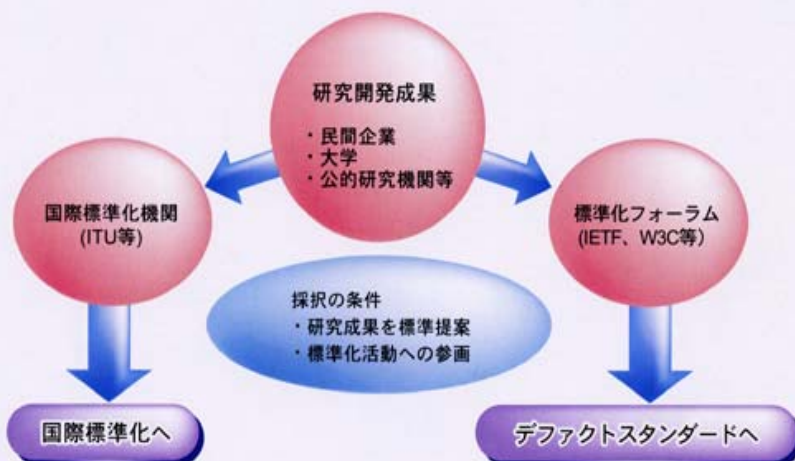 研究開発成果
・民間企業
・大学
・公的研究機関等
国際標準化機関
(ITU等)
標準化フォーラム
(IETF、W3C等)
採択の条件
・研究成果を標準提案
・標準化活動への参画
国際標準化へ
デファクトスタンダードへ